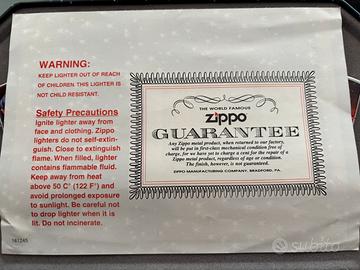 WARNING:
KEEP LIGHTER OUT OF REACH
OF CHILDREN THIS LIGHTER IS
NOT CHILD RESISTANT.
Safety Precautions
Ignite lighter away from
face and clothing. Zippo
lighters do not self-extin-
guish. Close to extinguish
flame. When filled, lighter
contains flammable fluid.
Keep away from heat
above 50 C° (122 F°) and
avoid prolonged exposure
to sunlight. Be careful not
to drop lighter when it is
lit. Do not incinerate.
161245
THE WORLD FAMOUS
zippo
GUARANTEE
Any Zippo metal product, when returned to our factory,
will be put in first-class mechanical condition free of
charge, for we have yet to charge a cent for the repair of a
Zippo metal product, regardless of age or condition.
The finish, however, is not guaranteed.
ZIPPO MANUFACTURING COMPANY, BRADFORD, PA.
subito